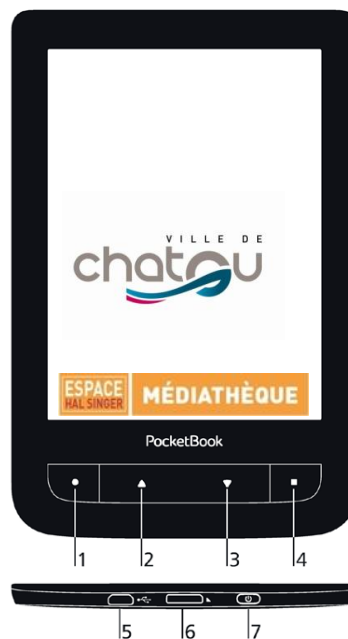 VILLE DE
chatou
ESPACE
HAL SINGER
MÉDIATHÈQUE
PocketBook
1 2 3 4
5 6 7